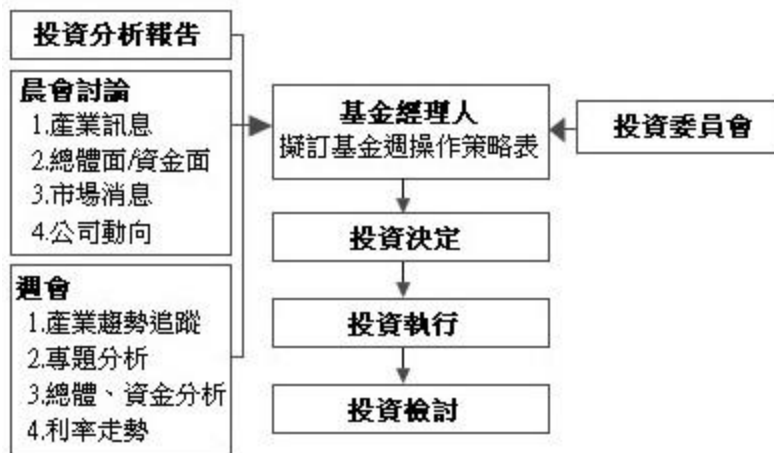 投資分析報告
晨會討論
1.產業訊息
2.總體面/資金面
3.市場消息
4.公司動向
週會
1.產業趨勢追蹤
2.專題分析
3.總體、資金分析
4.利率走勢
基金經理人
擬訂基金週操作策略表
投資決定
投資執行
投資檢討
投資委員會